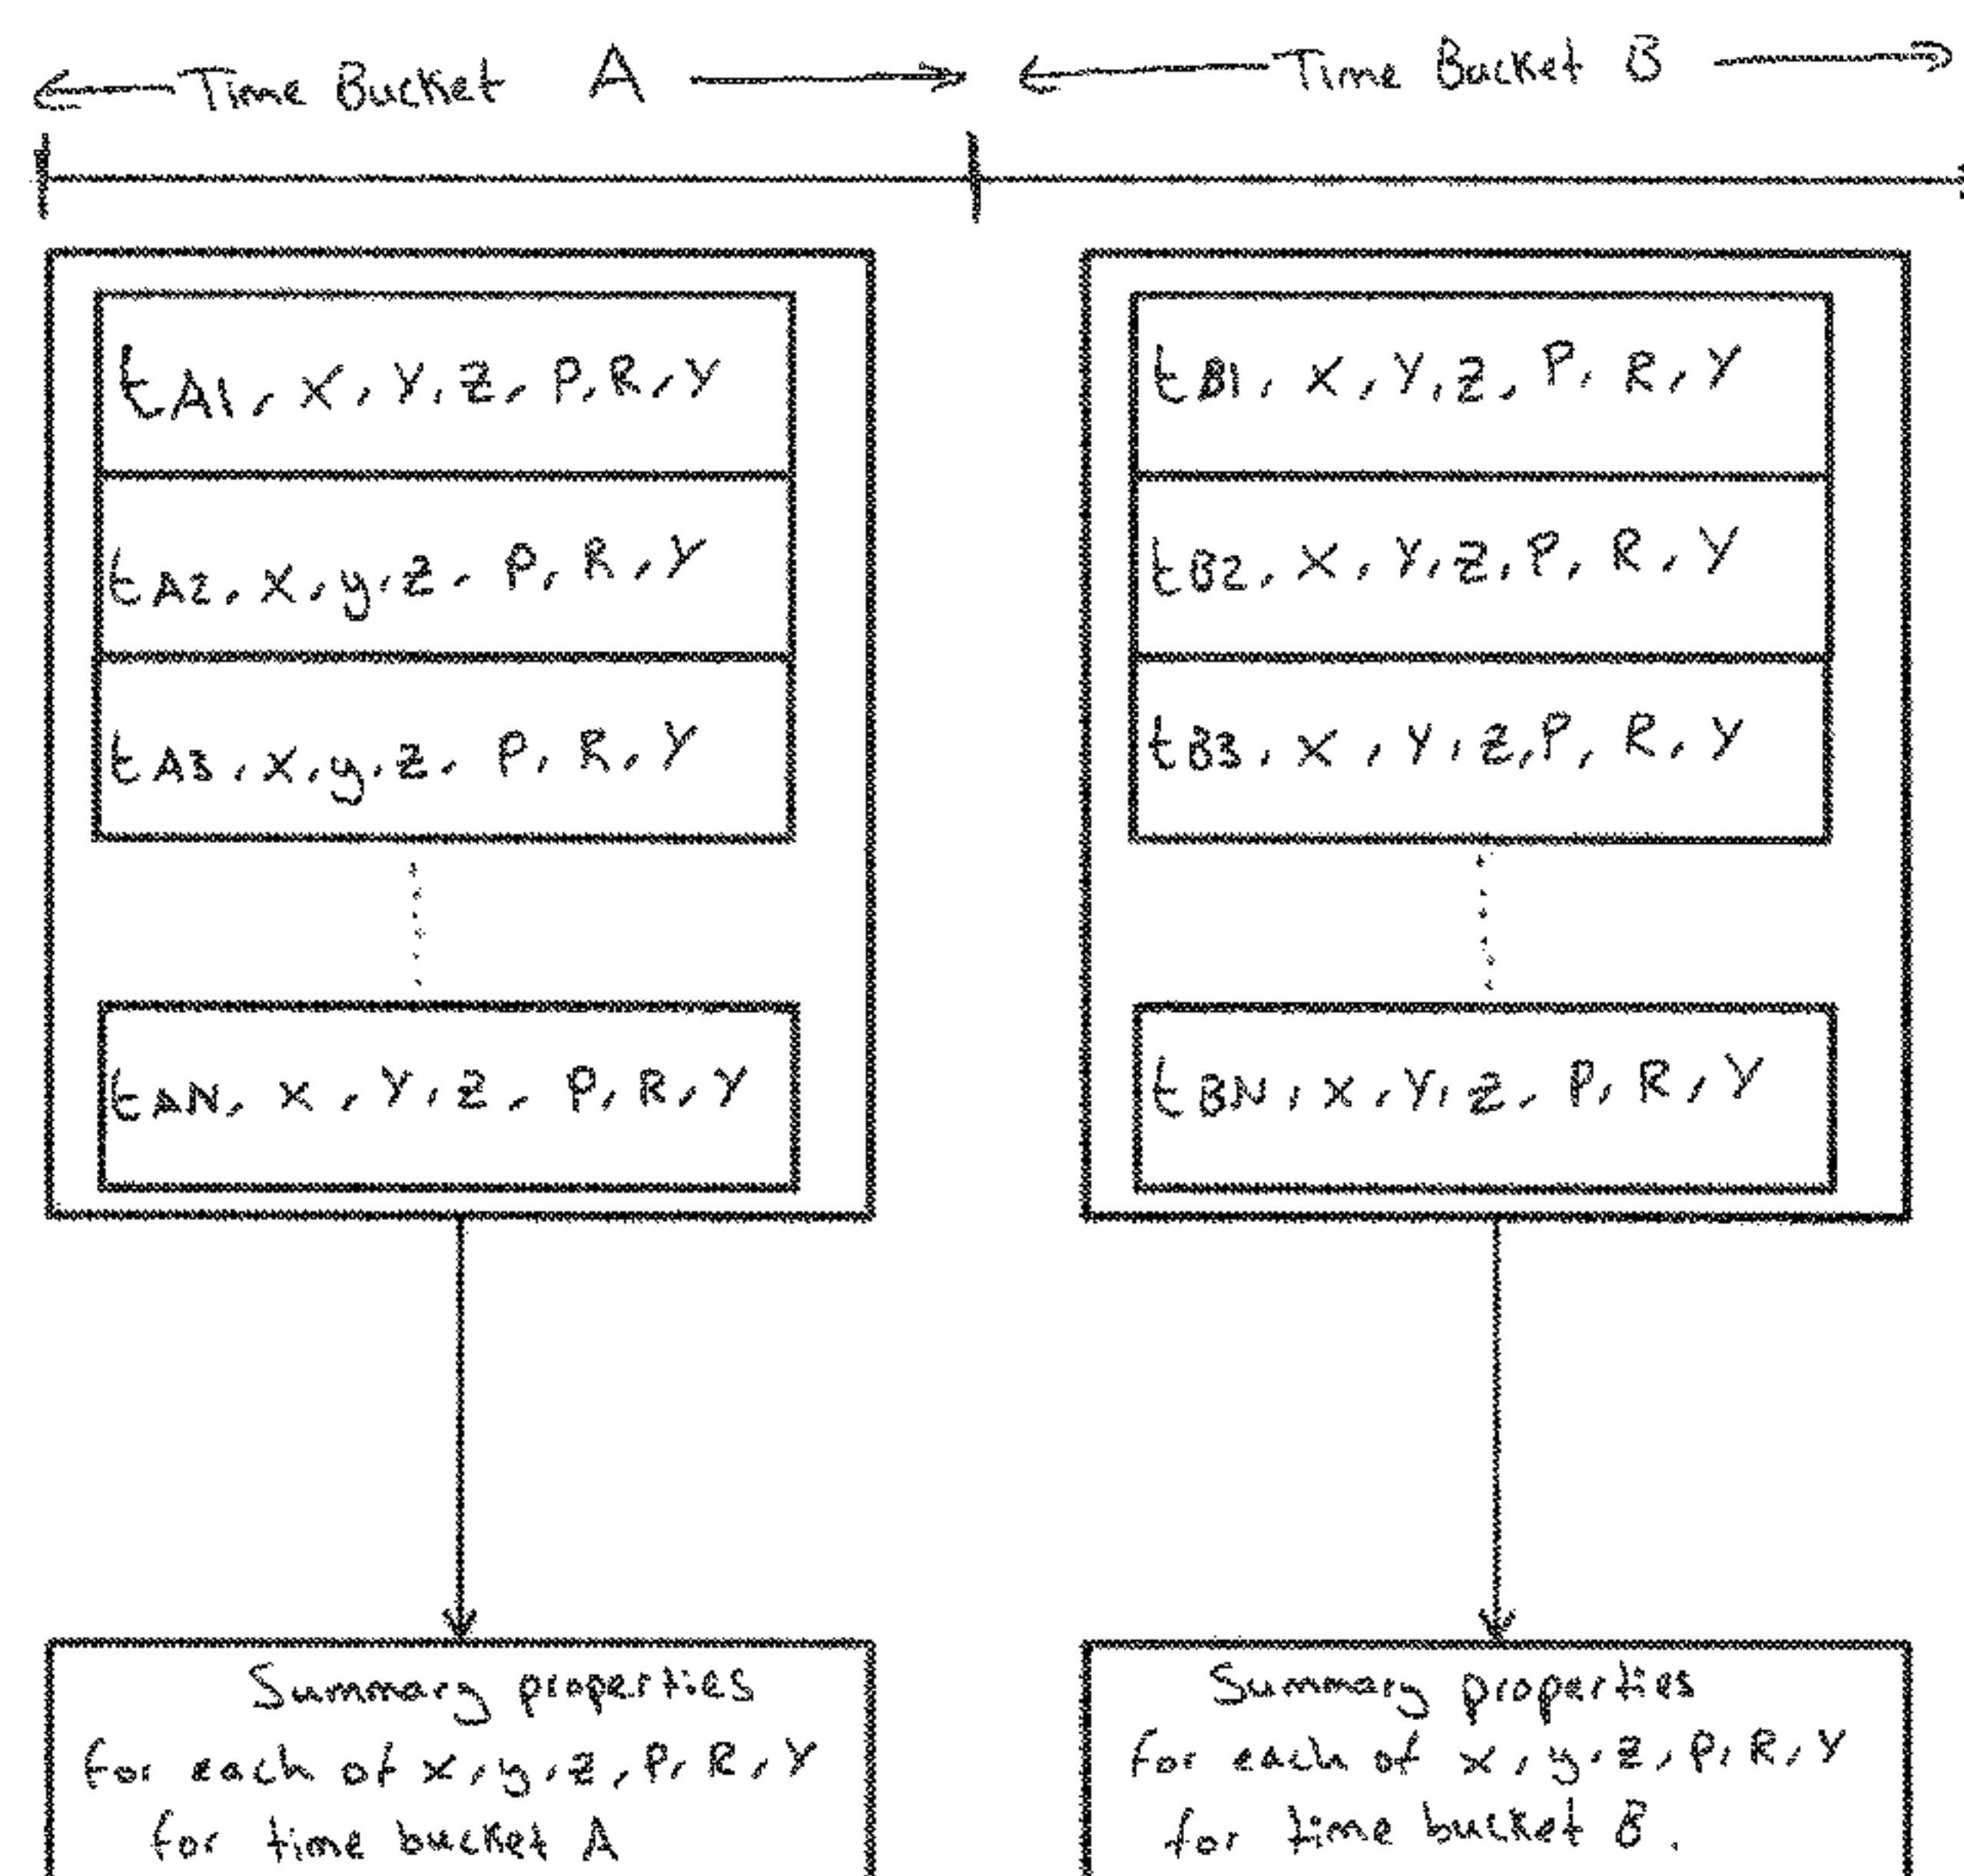 Time Bucket A
Time Bucket B
tA1, X, Y, Z, P, R, Y
tA2, X, y, Z, P, R, Y
tA3, X, y, Z, P, R, Y
tAN, X, Y, Z, P, R, Y
tB1, X, Y, Z, P, R, Y
tB2, X, Y, Z, P, R, Y
tB3, X, Y, Z, P, R, Y
tBN, X, Y, Z, P, R, Y
Summary properties
for each of x, y, z, P, R, Y
for time bucket A
Summary properties
for each of x, y, z, P, R, Y
for time bucket B.